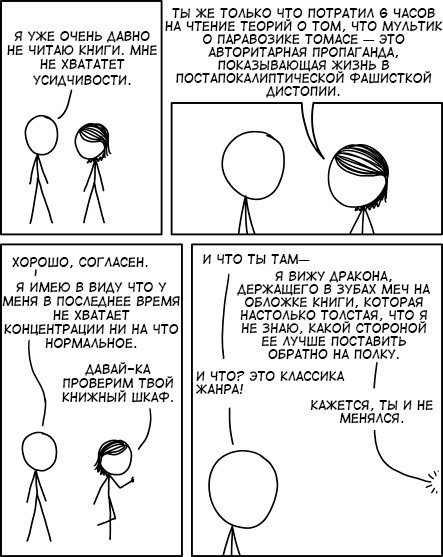 Я УЖЕ ОЧЕНЬ ДАВНО
НЕ ЧИТАЮ КНИГИ. МНЕ
НЕ ХВАТАТЕТ
УСИДЧИВОСТИ.
ТЫ ЖЕ ТОЛЬКО ЧТО ПОТРАТИЛ 6 ЧАСОВ
НА ЧТЕНИЕ ТЕОРИЙ О ТОМ, ЧТО МУЛЬТИК
О ПАРАВОЗИКЕ ТОМАСЕ — ЭТО
АВТОРИТАРНАЯ ПРОПАГАНДА,
ПОКАЗЫВАЮЩАЯ ЖИЗНЬ В
ПОСТАПОКАЛИПТИЧЕСКОЙ ФАШИСТКОЙ
ДИСТОПИИ.
ХОРОШО, СОГЛАСЕН.
Я ИМЕЮ В ВИДУ ЧТО У
МЕНЯ В ПОСЛЕДНЕЕ ВРЕМЯ
НЕ ХВАТАЕТ
КОНЦЕНТРАЦИИ НИ НА ЧТО
НОРМАЛЬНОЕ.
ДАВАЙ-КА
ПРОВЕРИМ ТВОЙ
КНИЖНЫЙ ШКАФ.
И ЧТО ТЫ ТАМ—
Я ВИЖУ ДРАКОНА,
ДЕРЖАЩЕГО В ЗУБАХ МЕЧ НА
ОБЛОЖКЕ КНИГИ, КОТОРАЯ
НАСТОЛЬКО ТОЛСТАЯ, ЧТО Я
НЕ ЗНАЮ, КАКОЙ СТОРОНОЙ
ЕЕ ЛУЧШЕ ПОСТАВИТЬ
ОБРАТНО НА ПОЛКУ.
И ЧТО? ЭТО КЛАССИКА
ЖАНРА!
КАЖЕТСЯ, ТЫ И НЕ
МЕНЯЛСЯ.